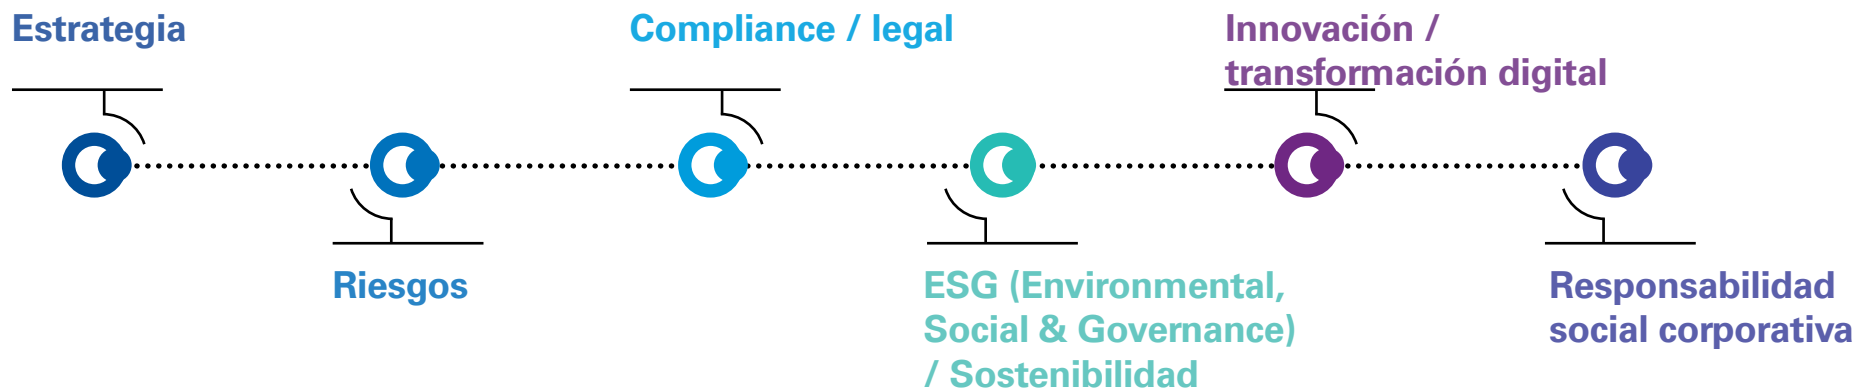 Estrategia
Compliance / legal
Innovación /
transformación digital
Riesgos
ESG (Environmental,
Social & Governance)
/ Sostenibilidad
Responsabilidad
social corporativa